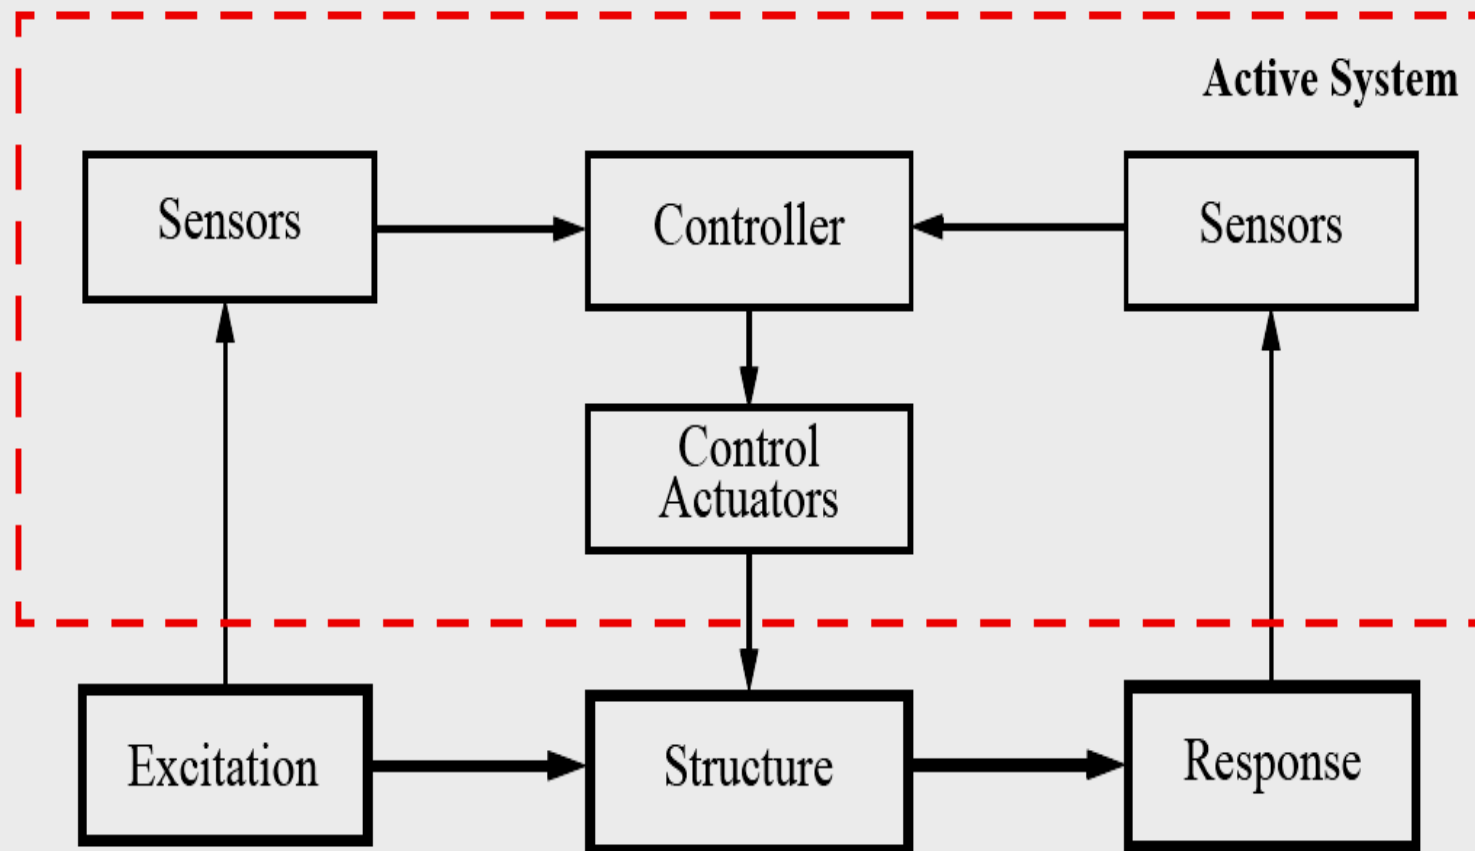 Active System
Sensors
Controller
Sensors
Control
Actuators
Excitation
Structure
Response